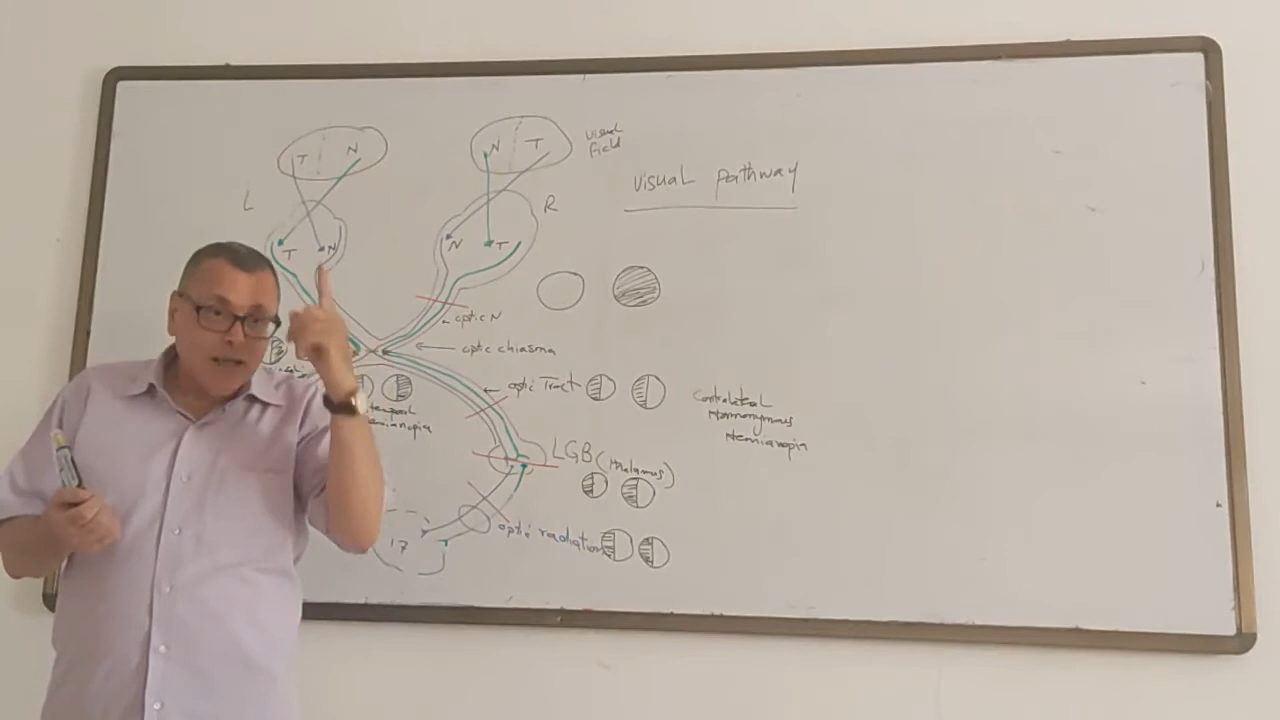 T N
N T
visual
field
visual pathway
L
R
T N
N T
optic N
optic chiasma
optic Tract
Contralateral
Homonymous
Hemianopia
LGB (thalamus)
optic radiation
17